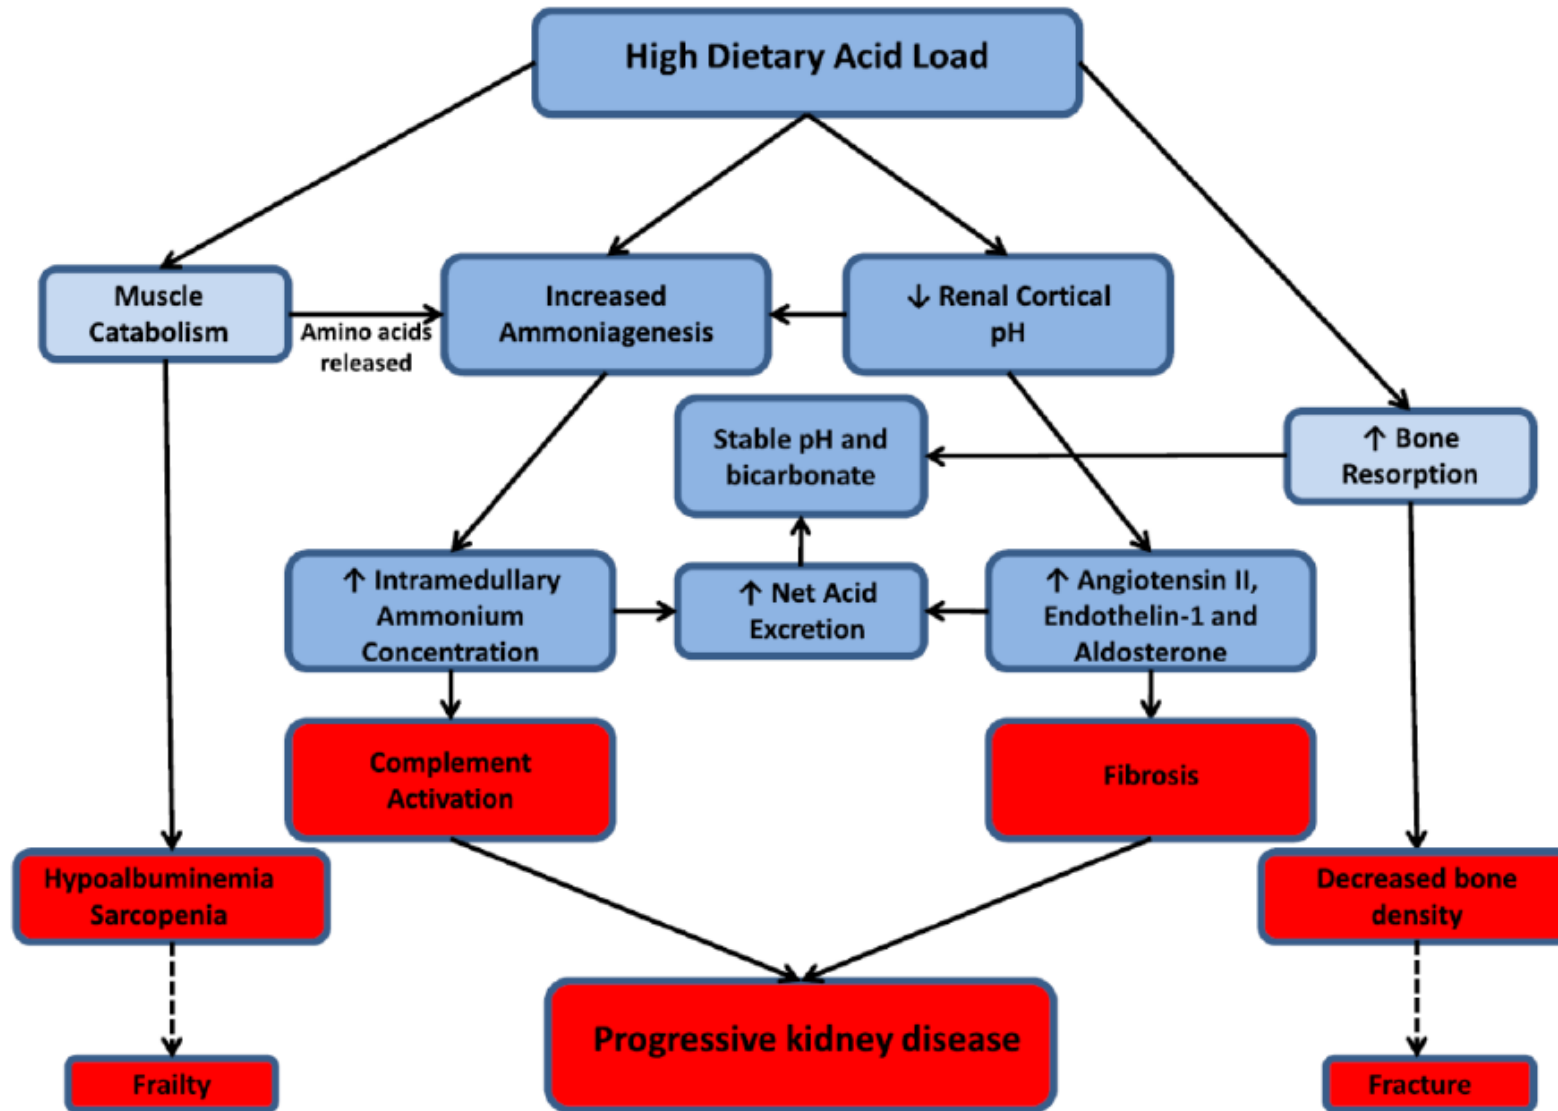 High Dietary Acid Load
Muscle
Catabolism
Amino acids
released
Increased
Ammoniagenesis
↓ Renal Cortical
pH
Stable pH and
bicarbonate
↑ Bone
Resorption
↑ Intramedullary
Ammonium
Concentration
↑ Net Acid
Excretion
↑ Angiotensin II,
Endothelin-1 and
Aldosterone
Complement
Activation
Fibrosis
Hypoalbuminemia
Sarcopenia
Decreased bone
density
Progressive kidney disease
Frailty
Fracture